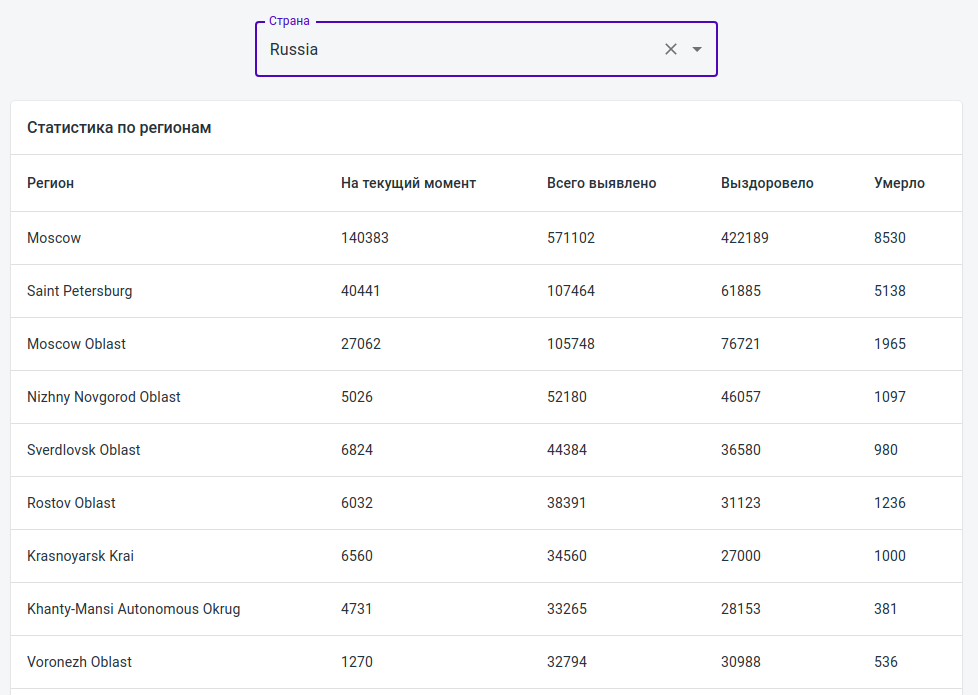 Страна
Russia
Статистика по регионам
Регион На текущий момент Всего выявлено Выздоровело Умерло
Moscow 140383 571102 422189 8530
Saint Petersburg 40441 107464 61885 5138
Moscow Oblast 27062 105748 76721 1965
Nizhny Novgorod Oblast 5026 52180 46057 1097
Sverdlovsk Oblast 6824 44384 36580 980
Rostov Oblast 6032 38391 31123 1236
Krasnoyarsk Krai 6560 34560 27000 1000
Khanty-Mansi Autonomous Okrug 4731 33265 28153 381
Voronezh Oblast 1270 32794 30988 536